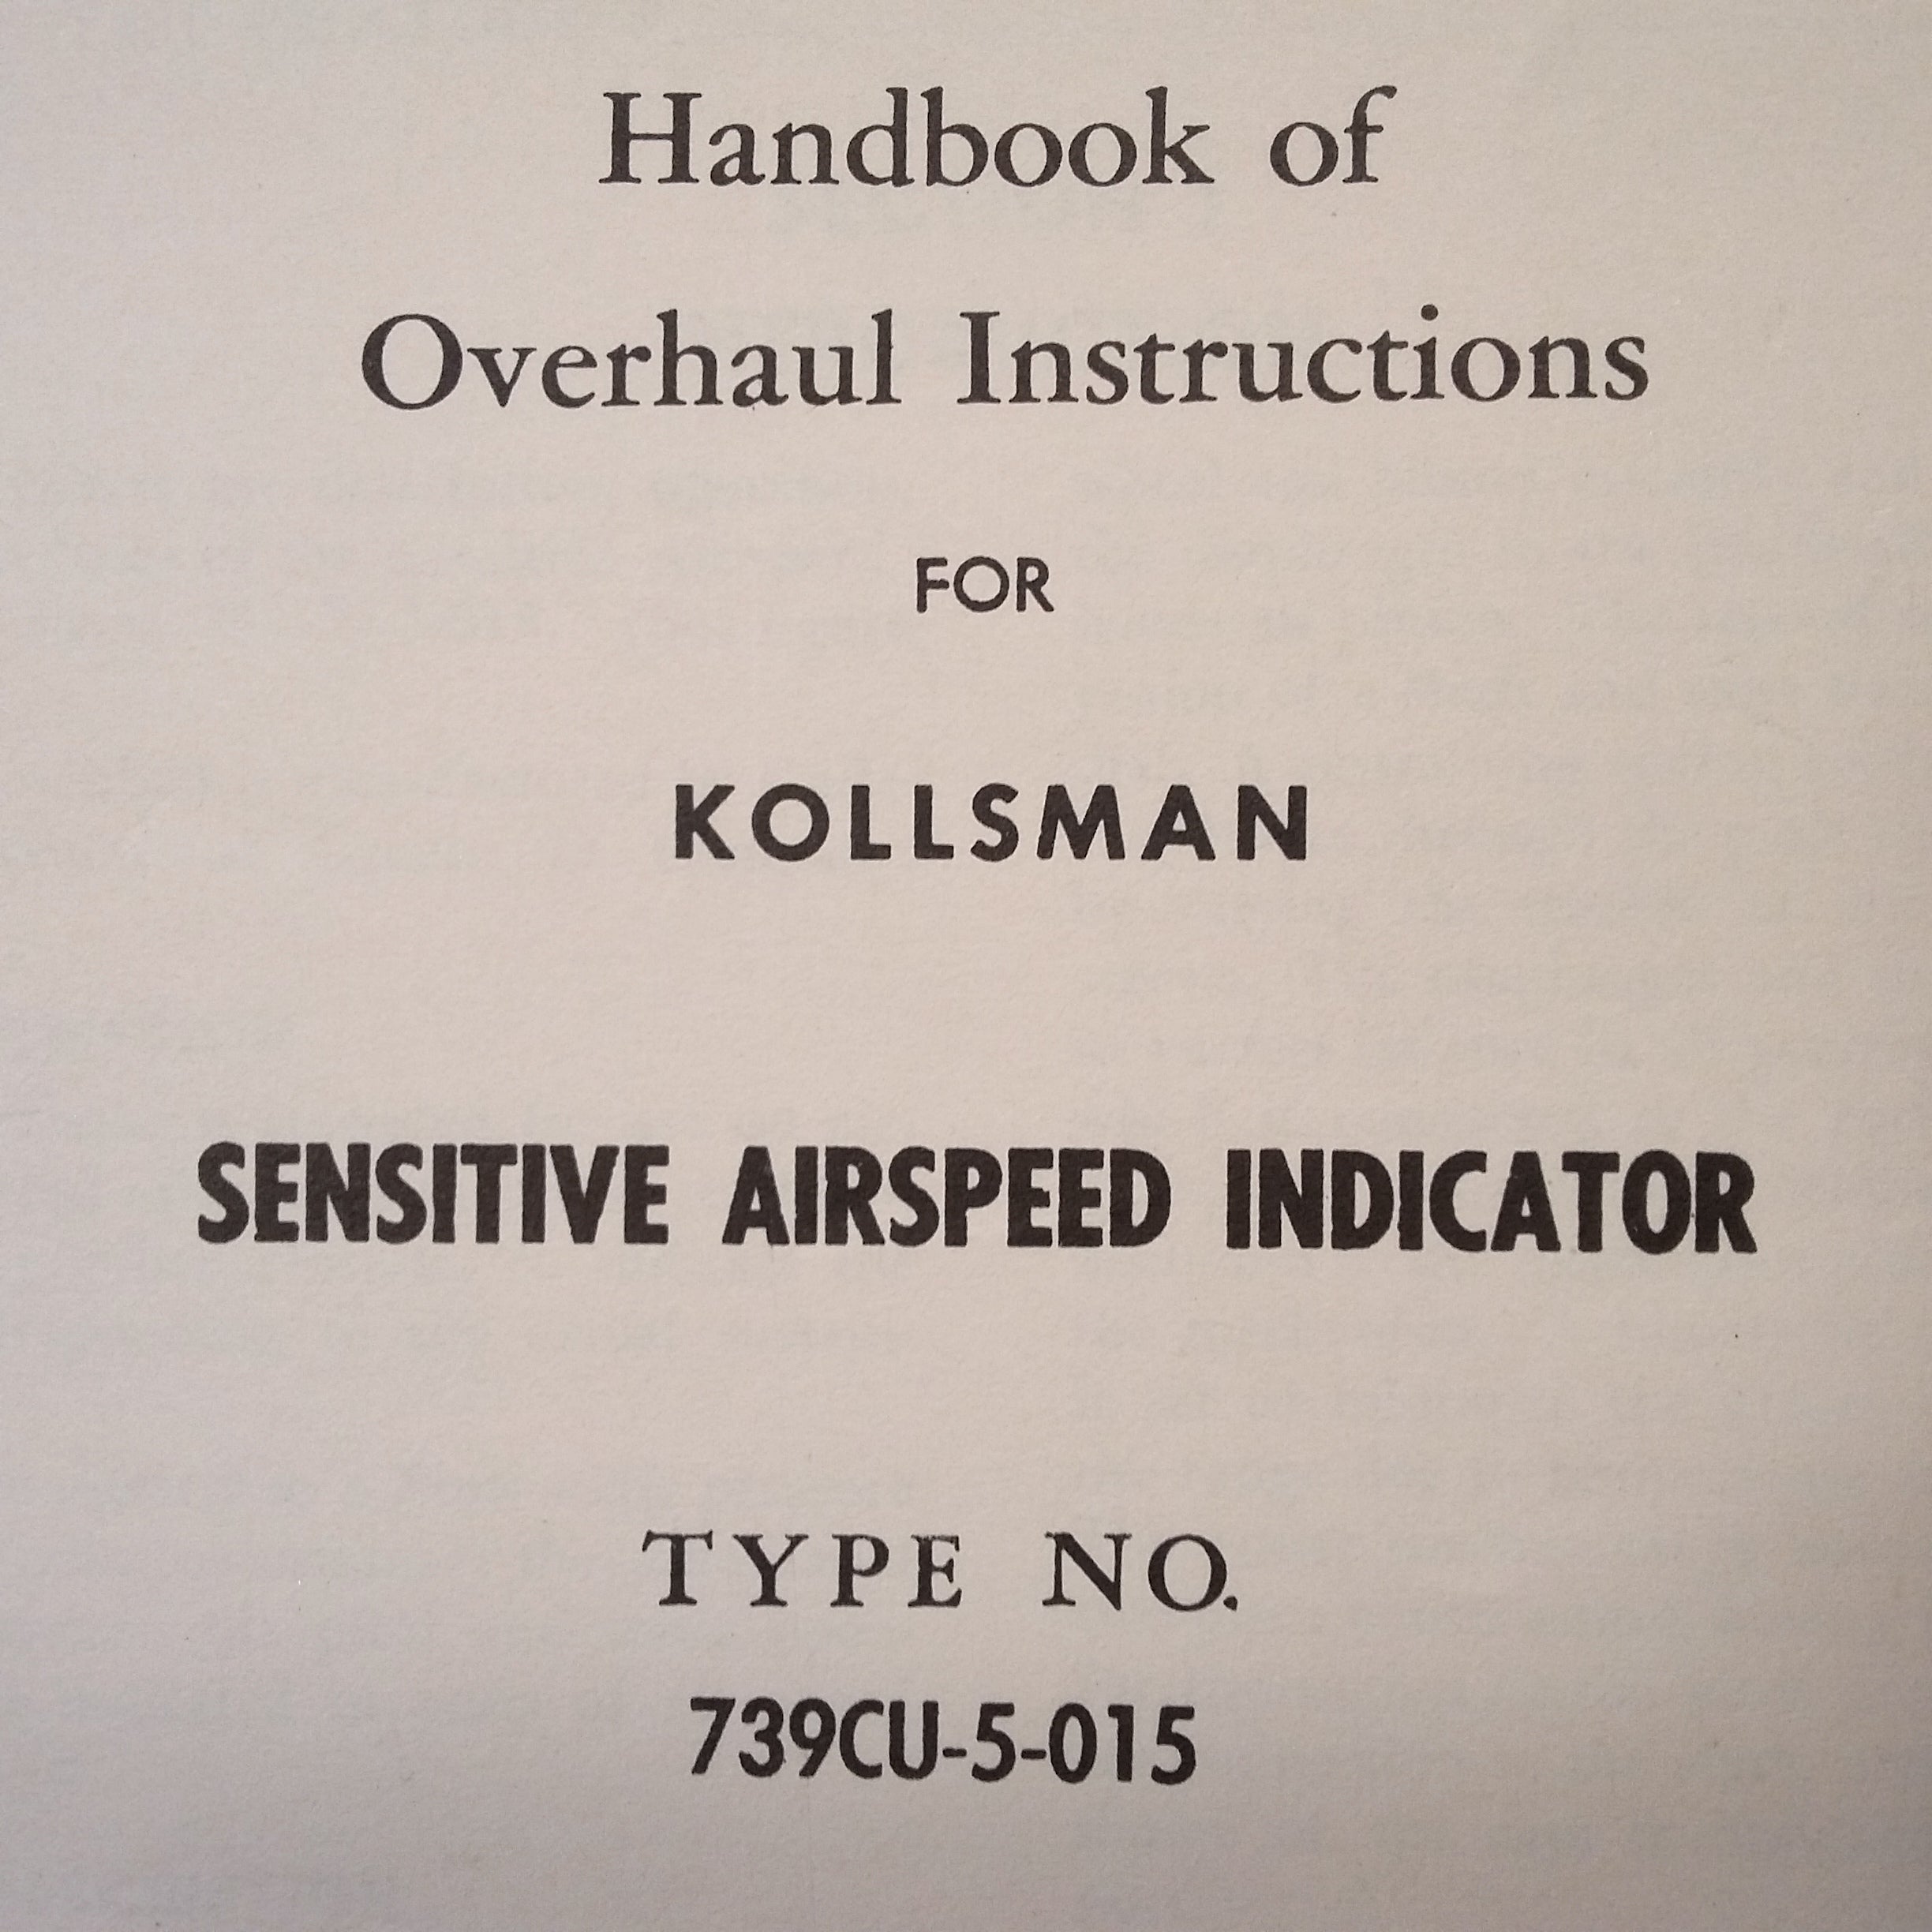 Handbook of
Overhaul Instructions
FOR
KOLLSMAN
SENSITIVE AIRSPEED INDICATOR
TYPE NO.
739CU-5-015